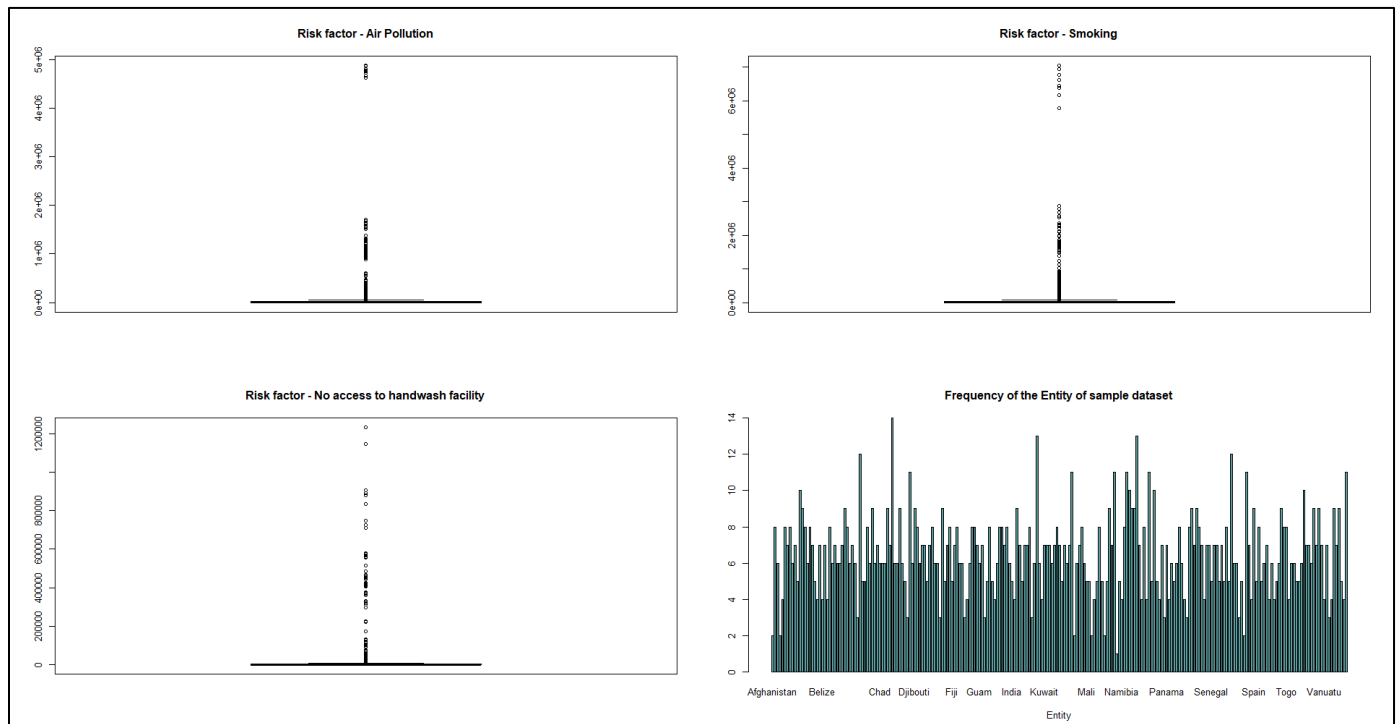 Risk factor - Air Pollution
0e+00 1e+06 2e+06 3e+06 4e+06 5e+06
Risk factor - Smoking
0e+00 2e+06 4e+06 6e+06
Risk factor - No access to handwash facility
0 200000 400000 600000 800000 1200000
Frequency of the Entity of sample dataset
0 2 4 6 8 10 12 14
Afghanistan Belize Chad Djibouti Fiji Guam India Kuwait Mali Namibia Panama Senegal Spain Togo Vanuatu
Entity